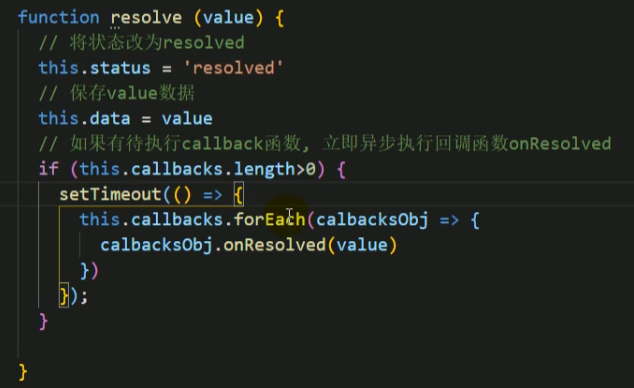 function resolve (value) {
// 将状态改为resolved
this.status = 'resolved'
// 保存value数据
this.data = value
// 如果有待执行callback函数, 立即异步执行回调函数onResolved
if (this.callbacks.length>0) {
setTimeout(() => {
this.callbacks.forEach(calbacksObj => {
calbacksObj.onResolved(value)
})
});
}
}